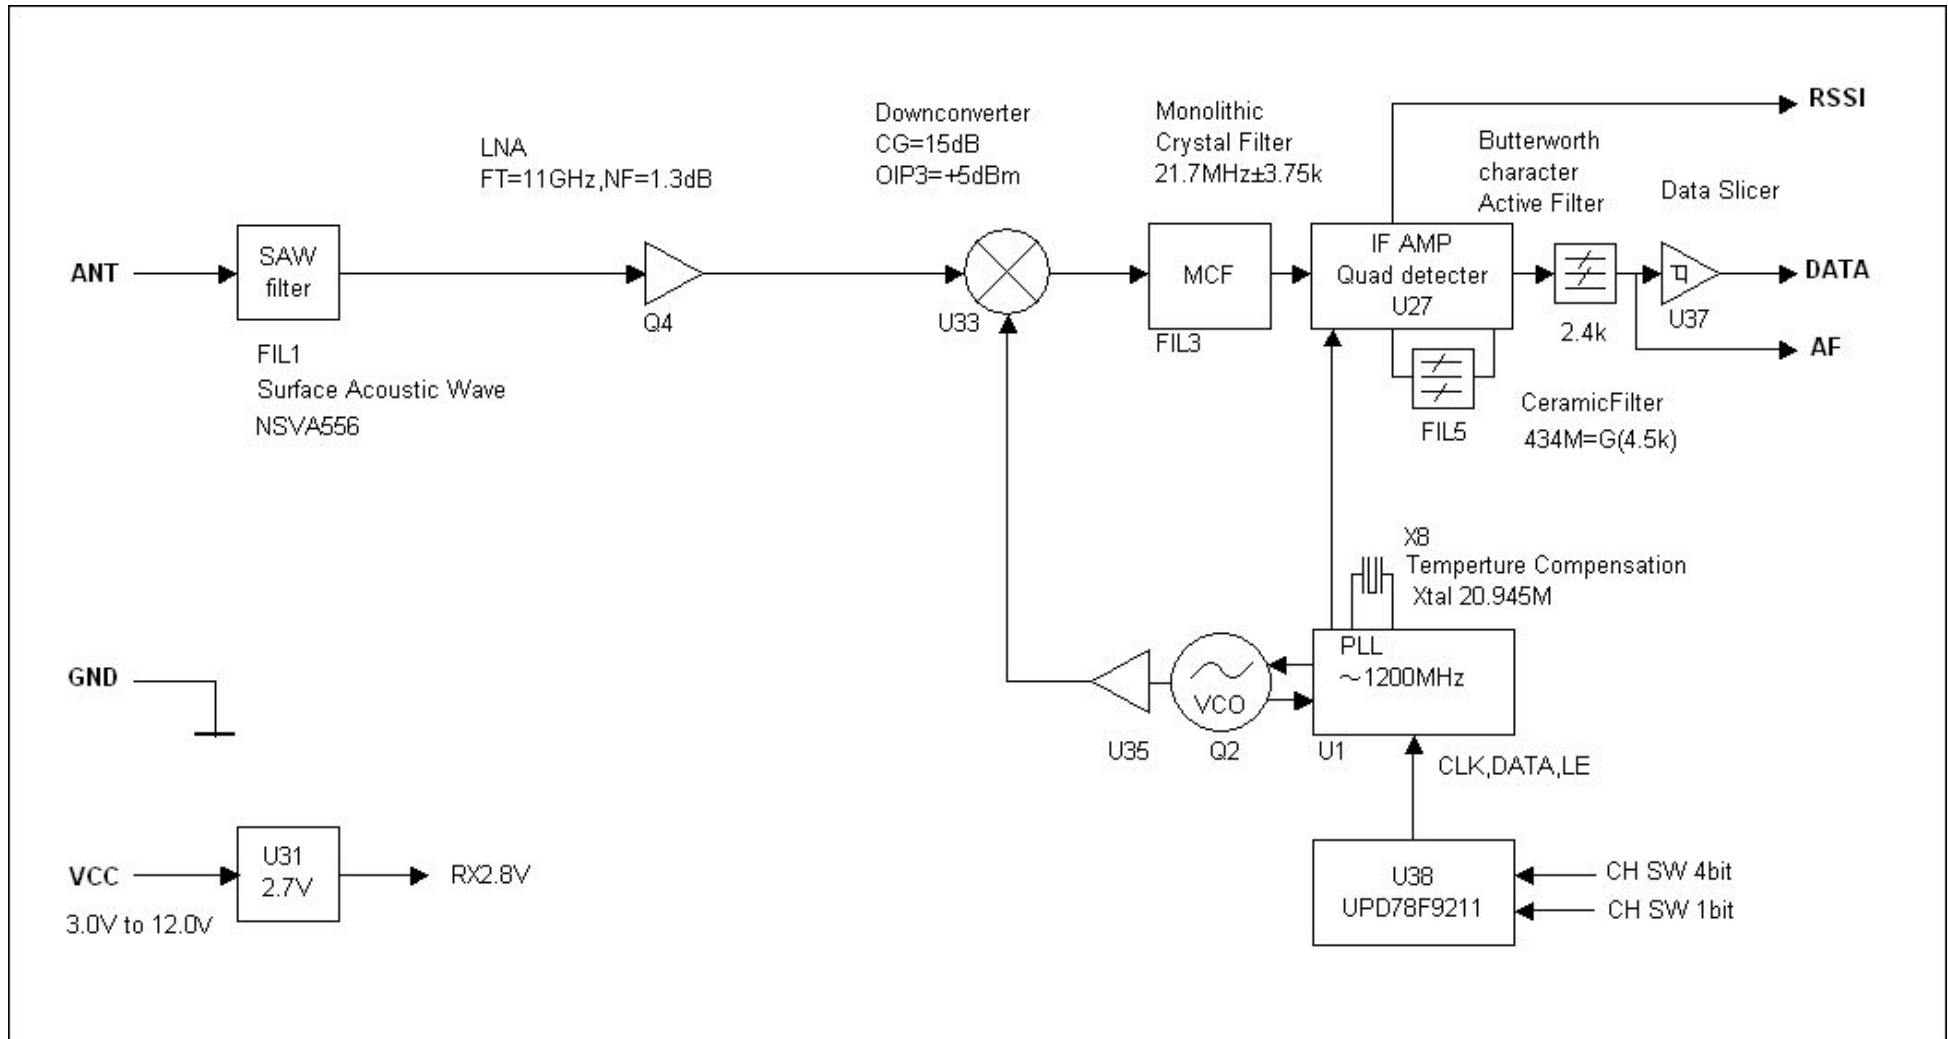 RSSI
Downconverter
CG=15dB
OIP3=+5dBm
Monolithic
Crystal Filter
21.7MHz±3.75k
LNA
FT=11GHz,NF=1.3dB
Butterworth
character
Active Filter
Data Slicer
ANT
SAW
filter
Q4
U33
MCF
FIL3
IF AMP
Quad detecter
U27
2.4k
U37
DATA
AF
FIL1
Surface Acoustic Wave
NSVA556
FIL5
CeramicFilter
434M=G(4.5k)
X8
Temperture Compensation
Xtal 20.945M
GND
U35
VCO
Q2
PLL
～1200MHz
U1
CLK,DATA,LE
VCC
3.0V to 12.0V
U31
2.7V
RX2.8V
U38
UPD78F9211
CH SW 4bit
CH SW 1bit